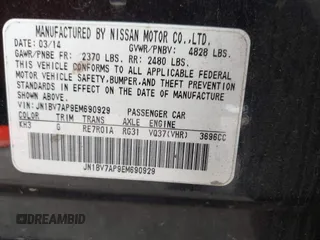 MANUFACTURED BY NISSAN MOTOR CO.,LTD.
DATE: 03/14 GVWR/PNBV: 4828 LBS.
GAWR/PNBE FR: 2370 LBS. RR: 2480 LBS.
THIS VEHICLE CONFORMS TO ALL APPLICABLE FEDERAL
MOTOR VEHICLE SAFETY, BUMPER, AND THEFT
PREVENTION STANDARDS IN EFFECT ON THE DATE OF
MANUFACTURE SHOWN ABOVE.
V.I.N.: JN1BV7AP9EM690929 PASSENGER CAR
COLOR TRIM TRANS AXLE ENGINE
KH3 G RE7R01A RG31 VQ37(VHR) 3696CC
JN1BV7AP9EM690929
DREAMBID